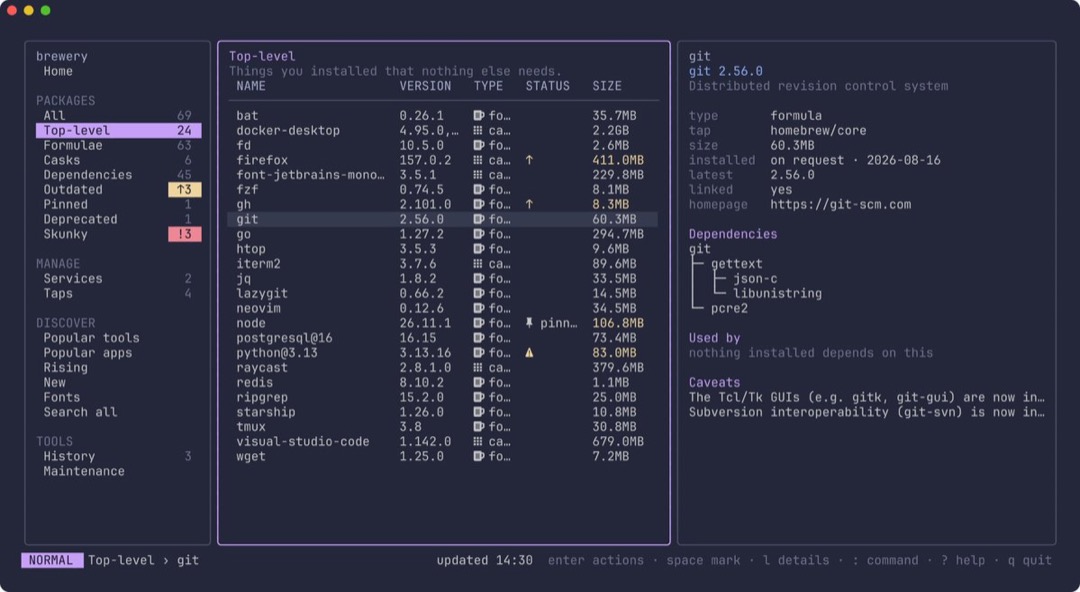 brewery
Home
PACKAGES
All 69
Top-level 24
Formulae 63
Casks 6
Dependencies 45
Outdated ↑3
Pinned 1
Deprecated 1
Skunky !3
MANAGE
Services 2
Taps 4
DISCOVER
Popular tools
Popular apps
Rising
New
Fonts
Search all
TOOLS
History 3
Maintenance
Top-level
Things you installed that nothing else needs.
NAME VERSION TYPE STATUS SIZE
bat 0.26.1 fo… 35.7MB
docker-desktop 4.95.0,… ca… 2.2GB
fd 10.5.0 fo… 2.6MB
firefox 157.0.2 ca… ↑ 411.0MB
font-jetbrains-mono… 3.5.1 ca… 229.8MB
fzf 0.74.5 fo… 8.1MB
gh 2.101.0 fo… ↑ 8.3MB
git 2.56.0 fo… 60.3MB
go 1.27.2 fo… 294.7MB
htop 3.5.3 fo… 9.6MB
iterm2 3.7.6 ca… 89.6MB
jq 1.8.2 fo… 33.5MB
lazygit 0.66.2 fo… 14.5MB
neovim 0.12.6 fo… 34.5MB
node 26.11.1 fo… pinn… 106.8MB
postgresql@16 16.15 fo… 73.4MB
python@3.13 3.13.16 fo… ⚠ 83.0MB
raycast 2.8.1.0 ca… 379.6MB
redis 8.10.2 fo… 1.1MB
ripgrep 15.2.0 fo… 25.0MB
starship 1.26.0 fo… 10.8MB
tmux 3.8 fo… 30.8MB
visual-studio-code 1.142.0 ca… 679.0MB
wget 1.25.0 fo… 7.2MB
git
git 2.56.0
Distributed revision control system
type formula
tap homebrew/core
size 60.3MB
installed on request · 2026-08-16
latest 2.56.0
linked yes
homepage https://git-scm.com
Dependencies
git
gettext
json-c
libunistring
pcre2
Used by
nothing installed depends on this
Caveats
The Tcl/Tk GUIs (e.g. gitk, git-gui) are now in…
Subversion interoperability (git-svn) is now in…
NORMAL Top-level › git updated 14:30 enter actions · space mark · l details · : command · ? help · q quit